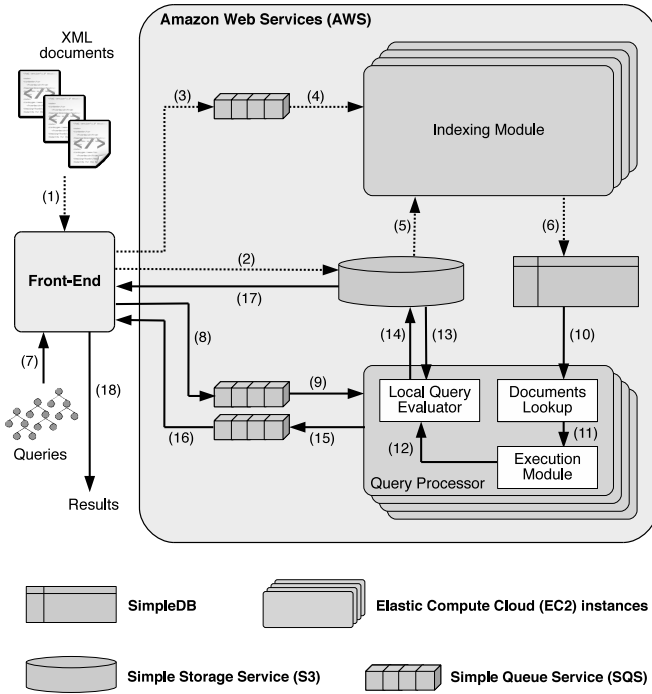 Amazon Web Services (AWS)
XML
documents
(3)
(4)
Indexing Module
(1)
(5)
(6)
(2)
Front-End
(17)
(8)
(14)
(13)
(10)
(7)
(18)
(9)
Local Query
Evaluator
Documents
Lookup
(16)
(15)
(12)
(11)
Execution
Module
Queries
Query Processor
Results
SimpleDB
Elastic Compute Cloud (EC2) instances
Simple Storage Service (S3)
Simple Queue Service (SQS)